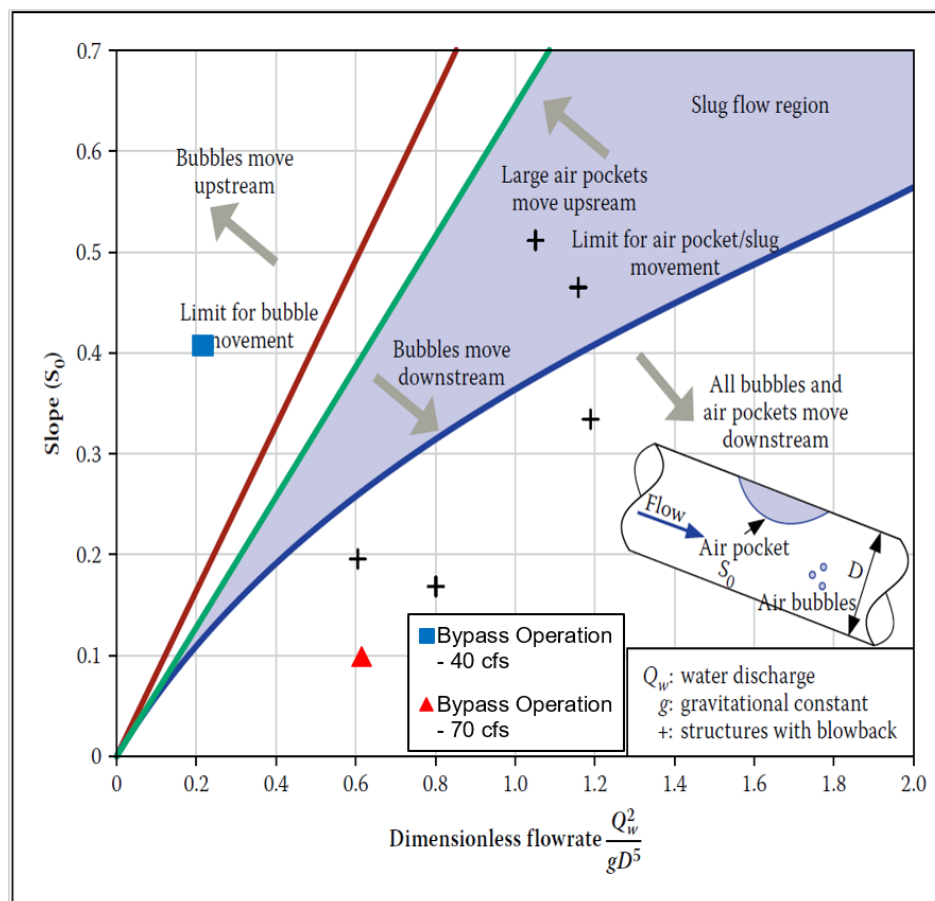 0.7
0.6
0.5
0.4
0.3
0.2
0.1
0
Slope (S₀)
Slug flow region
Bubbles move
upstream
Large air pockets
move upsream
Limit for air pocket/slug
movement
Limit for bubble
movement
Bubbles move
downstream
All bubbles and
air pockets move
downstream
Flow
Air pocket
S₀
D
Air bubbles
Bypass Operation
- 40 cfs
Bypass Operation
- 70 cfs
Q_w: water discharge
g: gravitational constant
+: structures with blowback
0 0.2 0.4 0.6 0.8 1.0 1.2 1.4 1.6 1.8 2.0
Dimensionless flowrate Q_w²/gD⁵